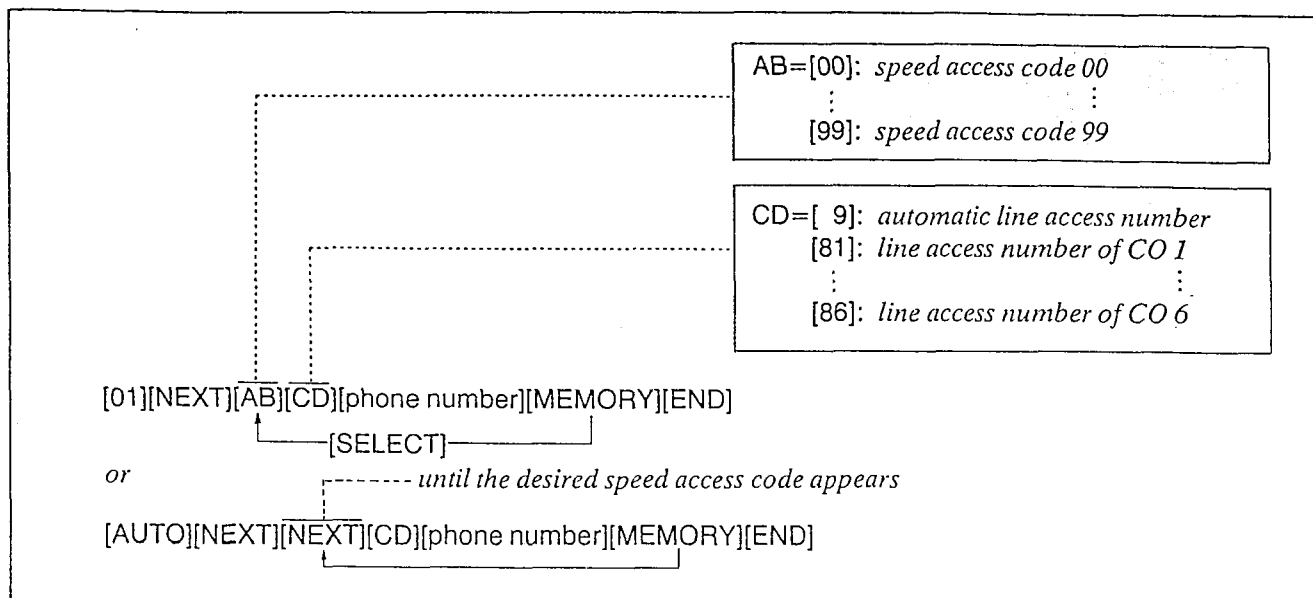 AB=[00]: speed access code 00
⋮ ⋮
[99]: speed access code 99
CD=[ 9]: automatic line access number
[81]: line access number of CO 1
⋮ ⋮
[86]: line access number of CO 6
[01][NEXT][AB][CD][phone number][MEMORY][END]
[SELECT]
or
until the desired speed access code appears
[AUTO][NEXT][NEXT][CD][phone number][MEMORY][END]